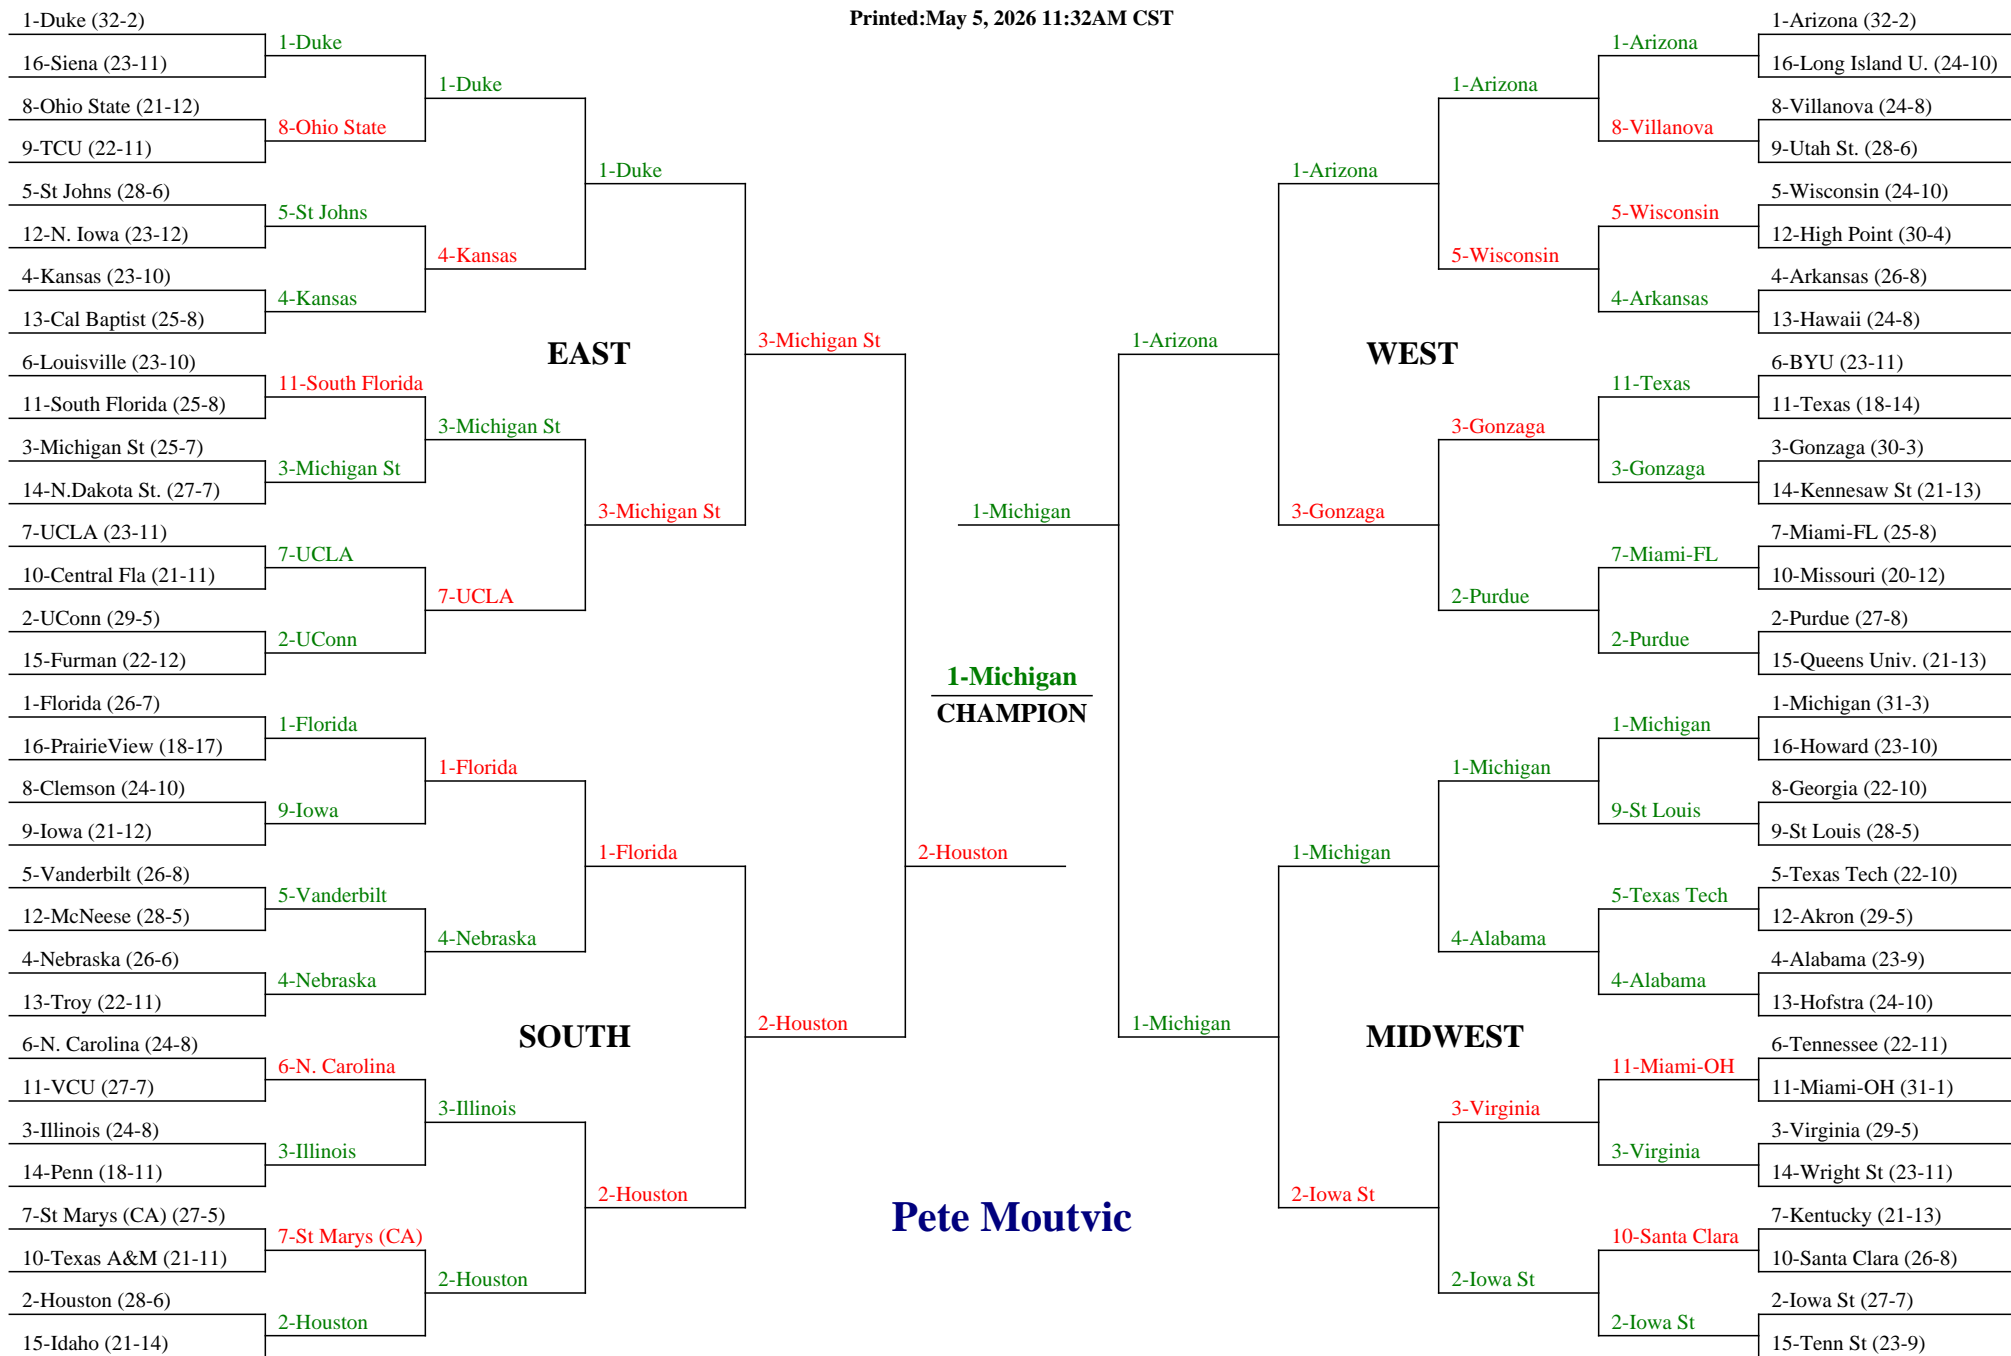 Printed:May 5, 2026 11:32AM CST
1-Duke (32-2)
16-Siena (23-11)
8-Ohio State (21-12)
9-TCU (22-11)
5-St Johns (28-6)
12-N. Iowa (23-12)
4-Kansas (23-10)
13-Cal Baptist (25-8)
6-Louisville (23-10)
11-South Florida (25-8)
3-Michigan St (25-7)
14-N.Dakota St. (27-7)
7-UCLA (23-11)
10-Central Fla (21-11)
2-UConn (29-5)
15-Furman (22-12)
1-Florida (26-7)
16-PrairieView (18-17)
8-Clemson (24-10)
9-Iowa (21-12)
5-Vanderbilt (26-8)
12-McNeese (28-5)
4-Nebraska (26-6)
13-Troy (22-11)
6-N. Carolina (24-8)
11-VCU (27-7)
3-Illinois (24-8)
14-Penn (18-11)
7-St Marys (CA) (27-5)
10-Texas A&M (21-11)
2-Houston (28-6)
15-Idaho (21-14)
1-Duke
8-Ohio State
5-St Johns
4-Kansas
11-South Florida
3-Michigan St
7-UCLA
2-UConn
1-Florida
9-Iowa
5-Vanderbilt
4-Nebraska
6-N. Carolina
3-Illinois
7-St Marys (CA)
2-Houston
1-Duke
4-Kansas
3-Michigan St
7-UCLA
1-Florida
4-Nebraska
3-Illinois
2-Houston
1-Duke
3-Michigan St
1-Florida
2-Houston
EAST
SOUTH
3-Michigan St
2-Houston
2-Houston
1-Michigan
1-Michigan
CHAMPION
Pete Moutvic
1-Arizona
1-Michigan
WEST
MIDWEST
1-Arizona
3-Gonzaga
1-Michigan
2-Iowa St
1-Arizona
5-Wisconsin
3-Gonzaga
2-Purdue
1-Michigan
4-Alabama
3-Virginia
2-Iowa St
1-Arizona
8-Villanova
5-Wisconsin
4-Arkansas
11-Texas
3-Gonzaga
7-Miami-FL
2-Purdue
1-Michigan
9-St Louis
5-Texas Tech
4-Alabama
11-Miami-OH
3-Virginia
10-Santa Clara
2-Iowa St
1-Arizona (32-2)
16-Long Island U. (24-10)
8-Villanova (24-8)
9-Utah St. (28-6)
5-Wisconsin (24-10)
12-High Point (30-4)
4-Arkansas (26-8)
13-Hawaii (24-8)
6-BYU (23-11)
11-Texas (18-14)
3-Gonzaga (30-3)
14-Kennesaw St (21-13)
7-Miami-FL (25-8)
10-Missouri (20-12)
2-Purdue (27-8)
15-Queens Univ. (21-13)
1-Michigan (31-3)
16-Howard (23-10)
8-Georgia (22-10)
9-St Louis (28-5)
5-Texas Tech (22-10)
12-Akron (29-5)
4-Alabama (23-9)
13-Hofstra (24-10)
6-Tennessee (22-11)
11-Miami-OH (31-1)
3-Virginia (29-5)
14-Wright St (23-11)
7-Kentucky (21-13)
10-Santa Clara (26-8)
2-Iowa St (27-7)
15-Tenn St (23-9)